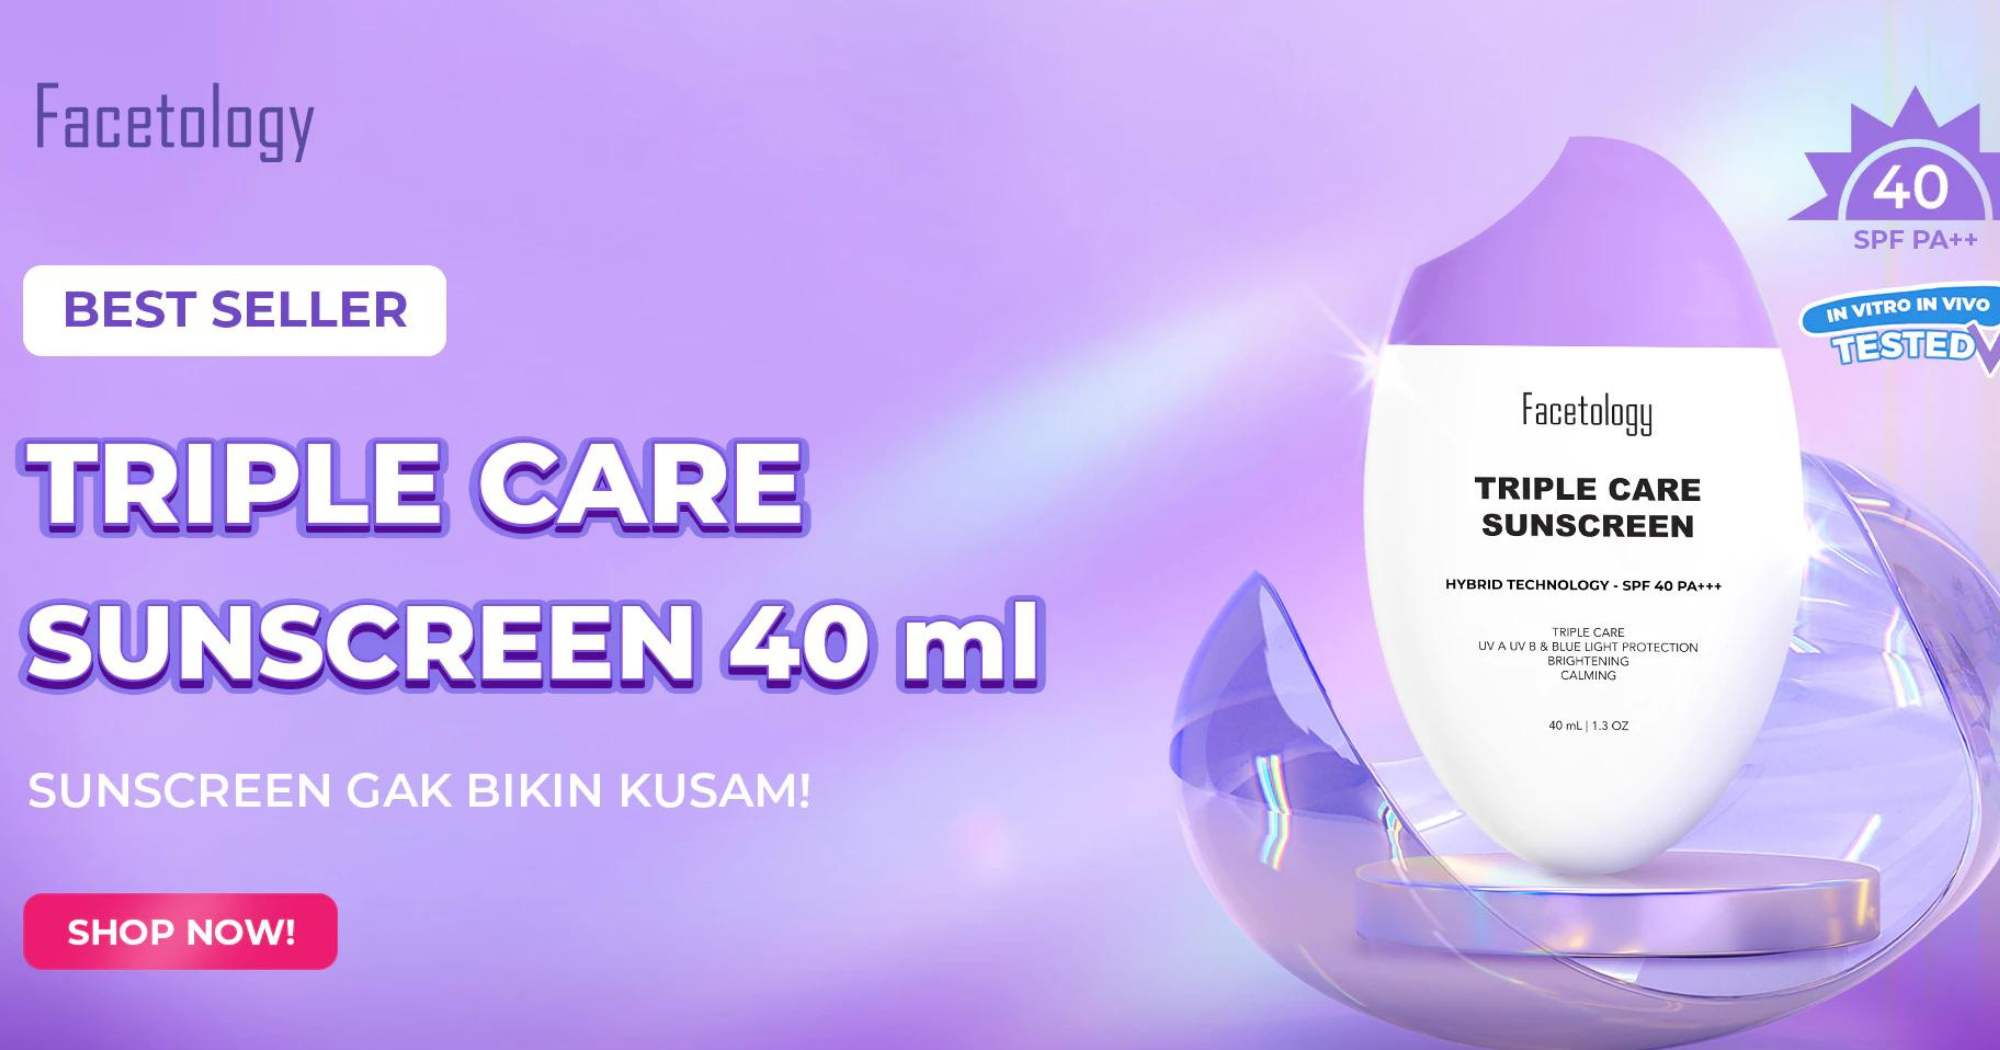 Facetology
BEST SELLER
TRIPLE CARE
SUNSCREEN 40 ml
SUNSCREEN GAK BIKIN KUSAM!
SHOP NOW!
40
SPF PA++
IN VITRO IN VIVO
TESTED
Facetology
TRIPLE CARE
SUNSCREEN
HYBRID TECHNOLOGY - SPF 40 PA+++
TRIPLE CARE
UV A UV B & BLUE LIGHT PROTECTION
BRIGHTENING
CALMING
40 mL | 1.3 OZ